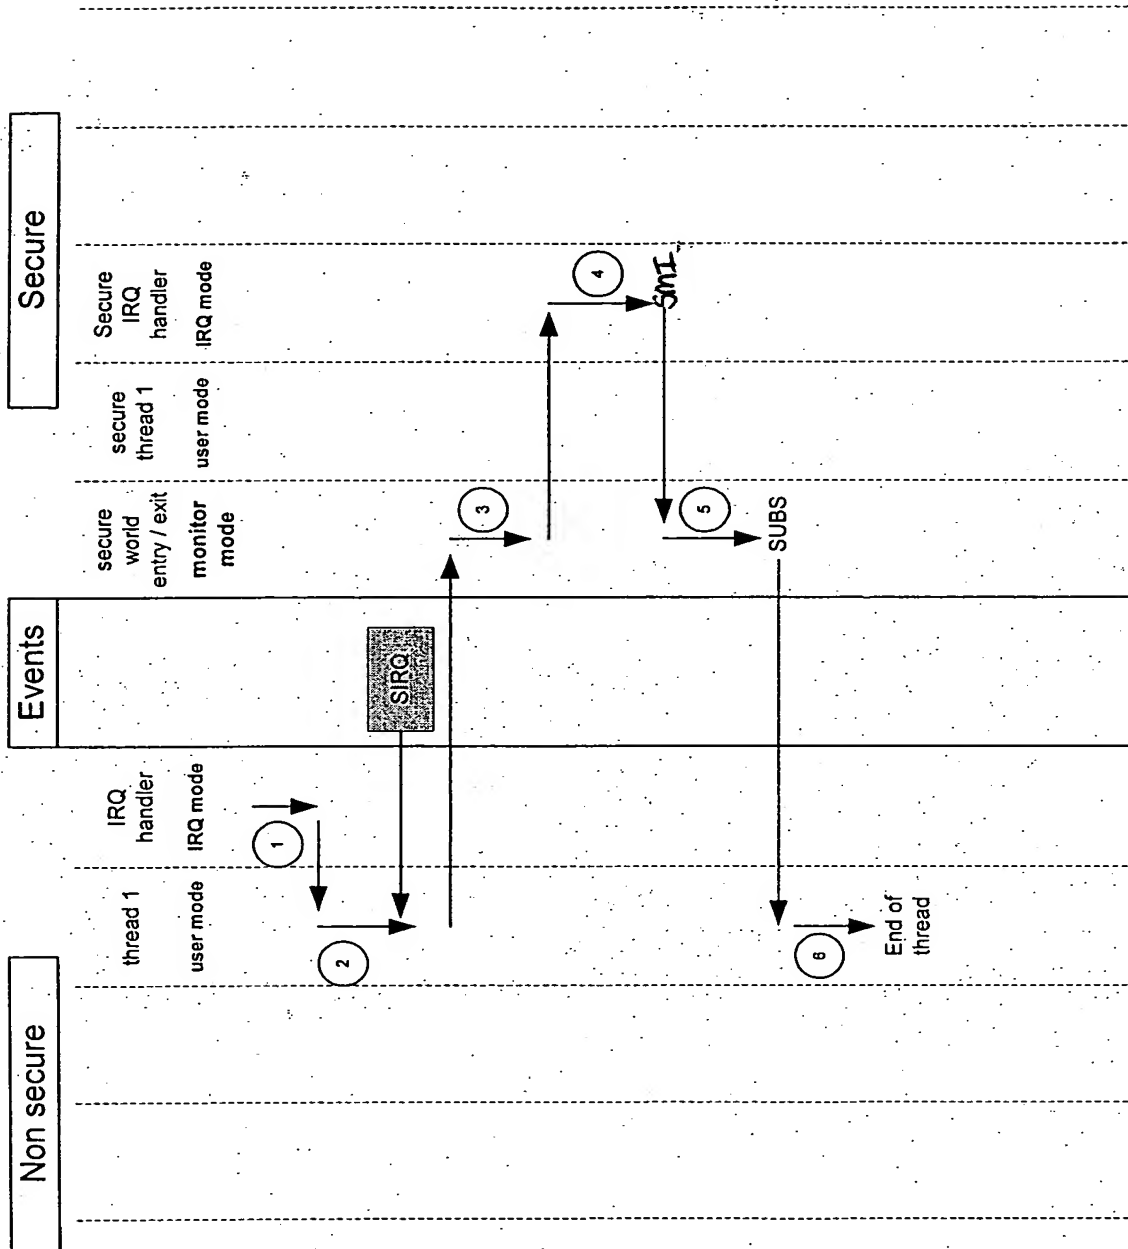 Non secure
Events
Secure
thread 1
user mode
IRQ
handler
IRQ mode
secure
world
entry / exit
monitor
mode
secure
thread 1
user mode
Secure
IRQ
handler
IRQ mode
1
2
SIRQ
3
4
SMI
5
SUBS
6
End of
thread